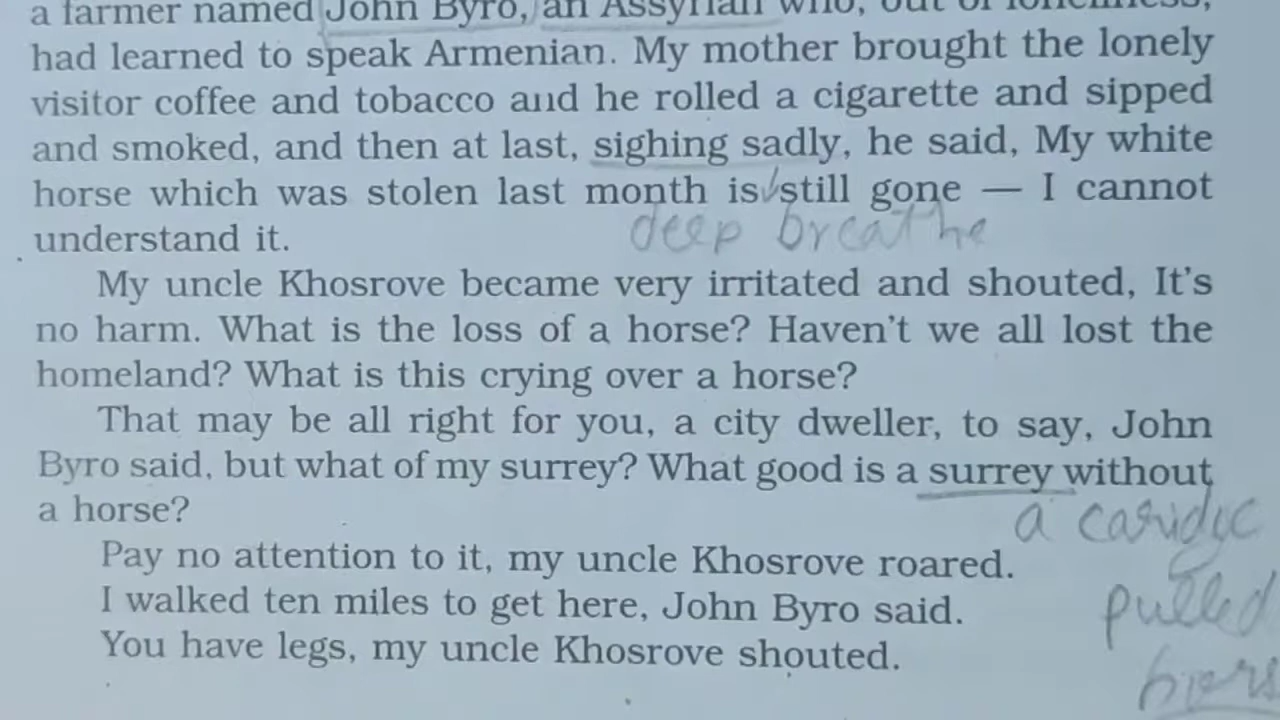 a farmer named John Byro, an Assyrian who, out of loneliness,
had learned to speak Armenian. My mother brought the lonely
visitor coffee and tobacco and he rolled a cigarette and sipped
and smoked, and then at last, sighing sadly, he said, My white
horse which was stolen last month is still gone — I cannot
deep breathe
understand it.
My uncle Khosrove became very irritated and shouted, It's
no harm. What is the loss of a horse? Haven't we all lost the
homeland? What is this crying over a horse?
That may be all right for you, a city dweller, to say, John
Byro said, but what of my surrey? What good is a surrey without
a horse?
a
Pay no attention to it, my uncle Khosrove roared.
I walked ten miles to get here, John Byro said.
pulled
You have legs, my uncle Khosrove shouted.